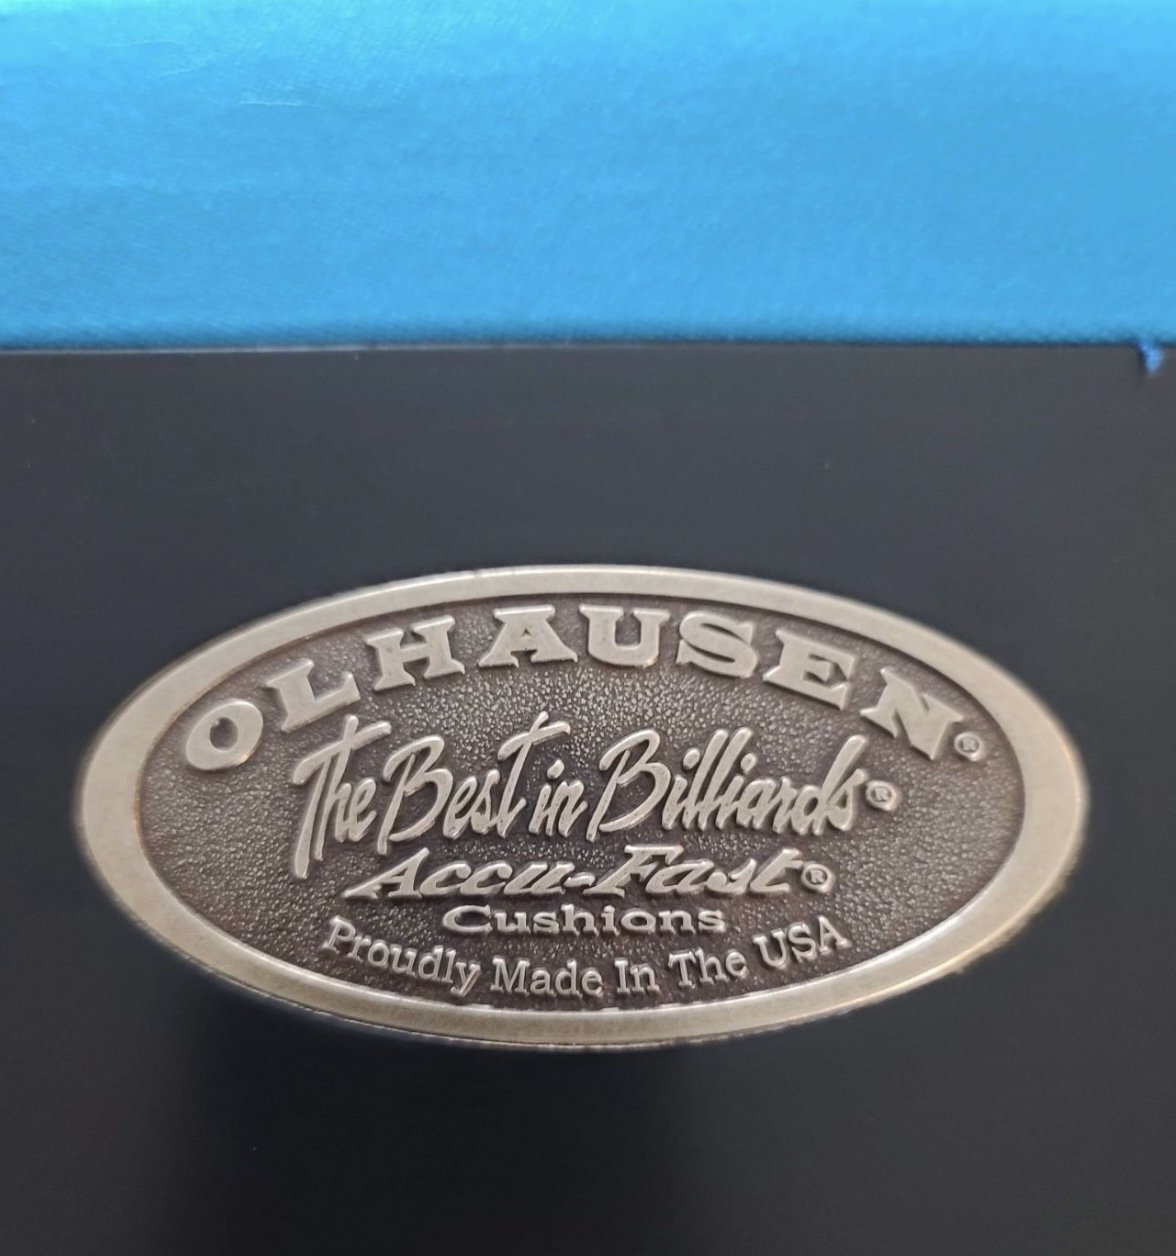 OLHAUSEN®
The Best in Billiards®
Accu-Fast®
Cushions
Proudly Made In The USA